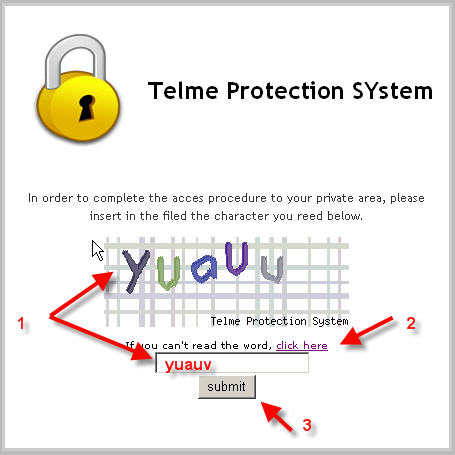 Telme Protection SYstem
In order to complete the acces procedure to your private area, please
insert in the filed the character you reed below.
yuauu
Telme Protection System
1
2
If you can't read the word, click here
yuauv
submit
3